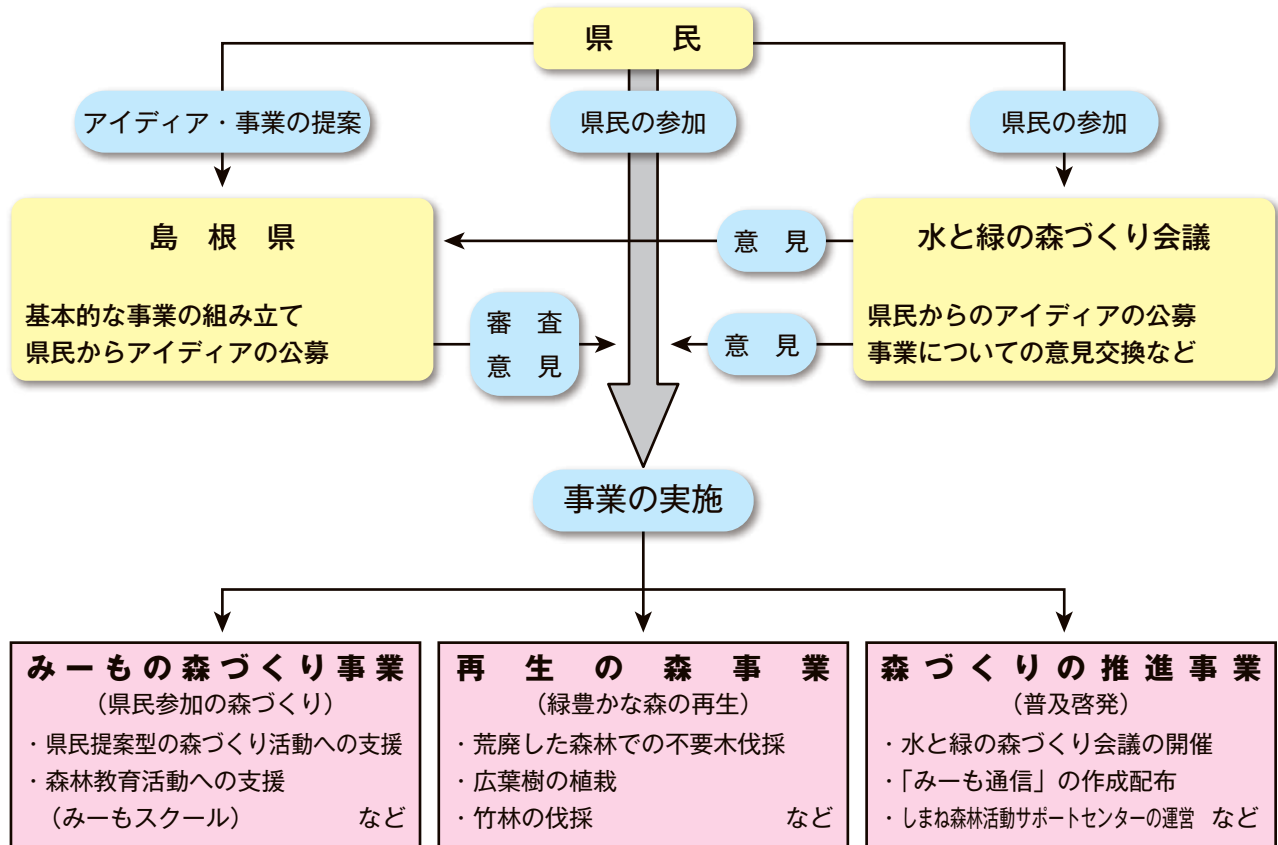 県 民
アイディア・事業の提案
県民の参加
県民の参加
島 根 県
基本的な事業の組み立て
県民からアイディアの公募
意 見
水と緑の森づくり会議
県民からのアイディアの公募
事業についての意見交換など
審 査
意 見
意 見
事業の実施
みーもの森づくり事業
(県民参加の森づくり)
・県民提案型の森づくり活動への支援
・森林教育活動への支援
(みーもスクール) など
再生の森事業
(緑豊かな森の再生)
・荒廃した森林での不要木伐採
・広葉樹の植栽
・竹林の伐採 など
森づくりの推進事業
(普及啓発)
・水と緑の森づくり会議の開催
・「みーも通信」の作成配布
・しまね森林活動サポートセンターの運営 など